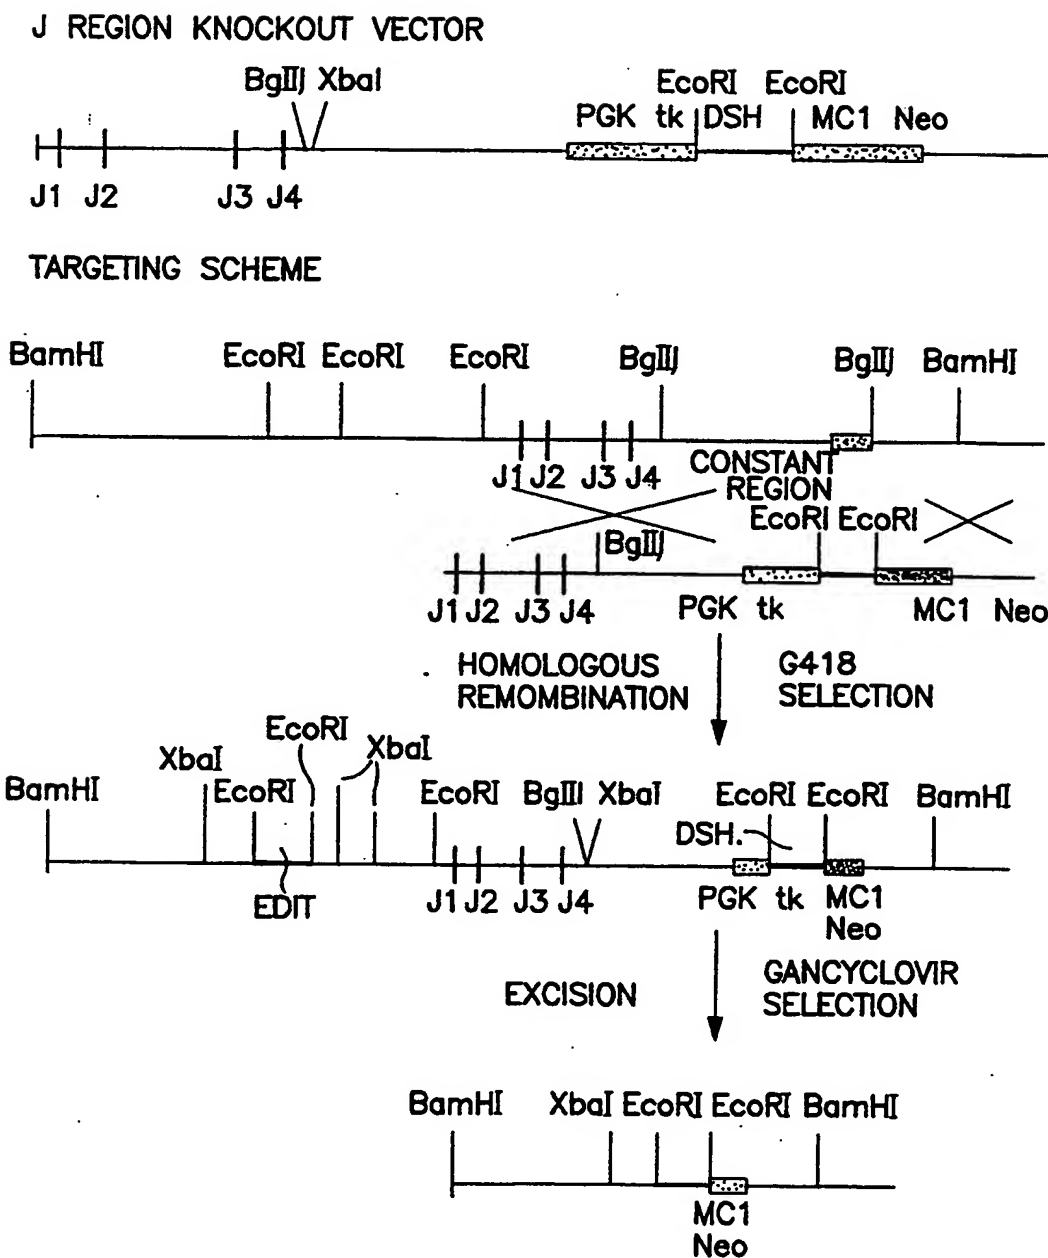 J REGION KNOCKOUT VECTOR
BglII XbaI
EcoRI EcoRI
PGK tk DSH MC1 Neo
J1 J2 J3 J4
TARGETING SCHEME
BamHI EcoRI EcoRI EcoRI BglII BglII BamHI
J1 J2 J3 J4 CONSTANT
REGION
EcoRI EcoRI
BglII
J1 J2 J3 J4 PGK tk MC1 Neo
HOMOLOGOUS G418
REMOMBINATION SELECTION
EcoRI
XbaI XbaI
BamHI EcoRI EcoRI BglII XbaI EcoRI EcoRI BamHI
DSH.
EDIT J1 J2 J3 J4 PGK tk MC1
Neo
EXCISION GANCYCLOVIR
SELECTION
BamHI XbaI EcoRI EcoRI BamHI
MC1
Neo